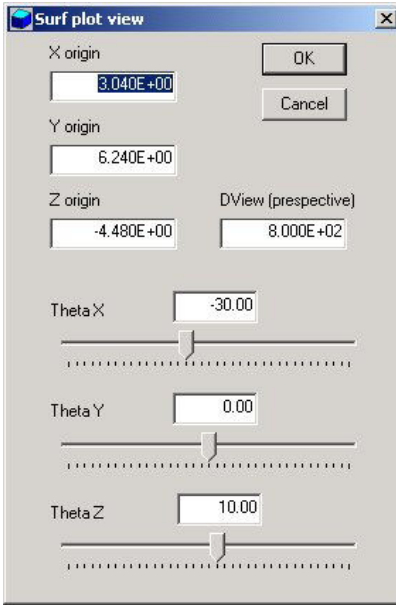 Surf plot view
X origin
OK
3.040E+00
Cancel
Y origin
6.240E+00
Z origin
DView (prespective)
-4.480E+00
8.000E+02
Theta X
-30.00
Theta Y
0.00
Theta Z
10.00